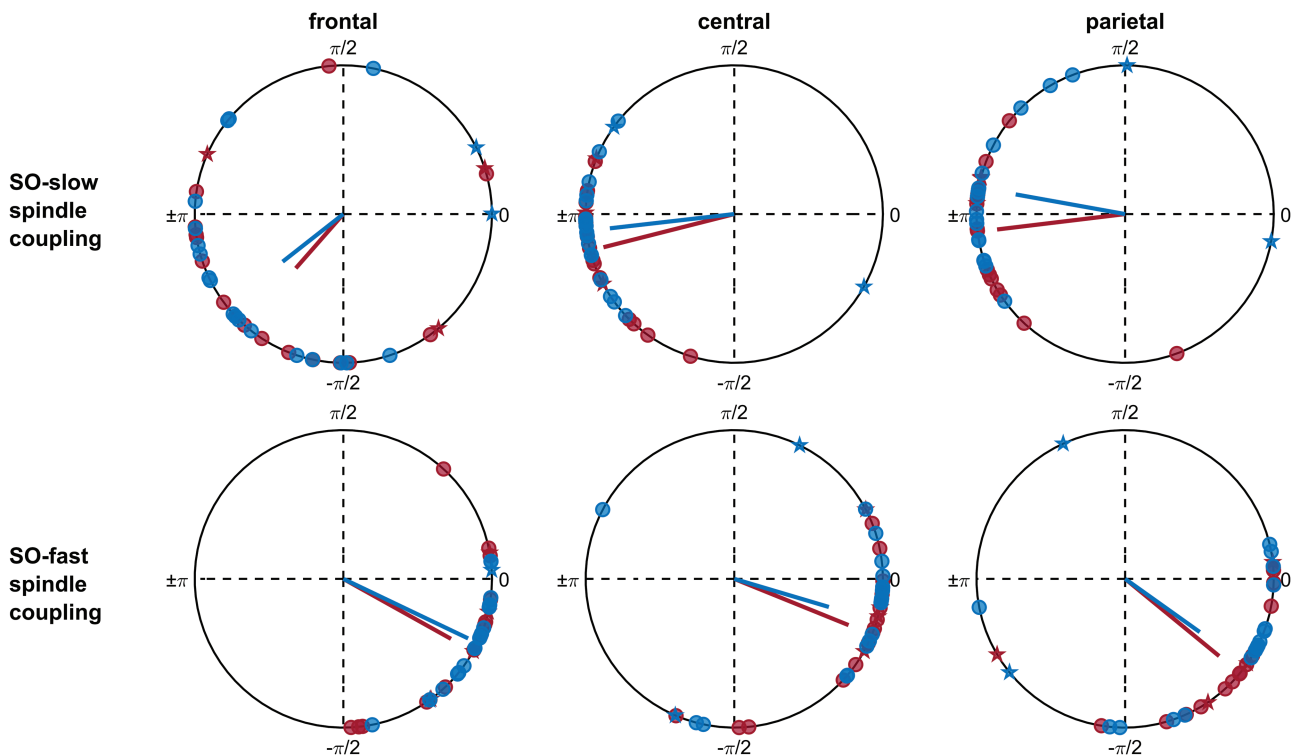 frontal central parietal
π/2 π/2 π/2
SO-slow
spindle
coupling
±π 0 ±π 0 ±π 0
-π/2 -π/2 -π/2
π/2 π/2 π/2
SO-fast
spindle
coupling
±π 0 ±π 0 ±π 0
-π/2 -π/2 -π/2